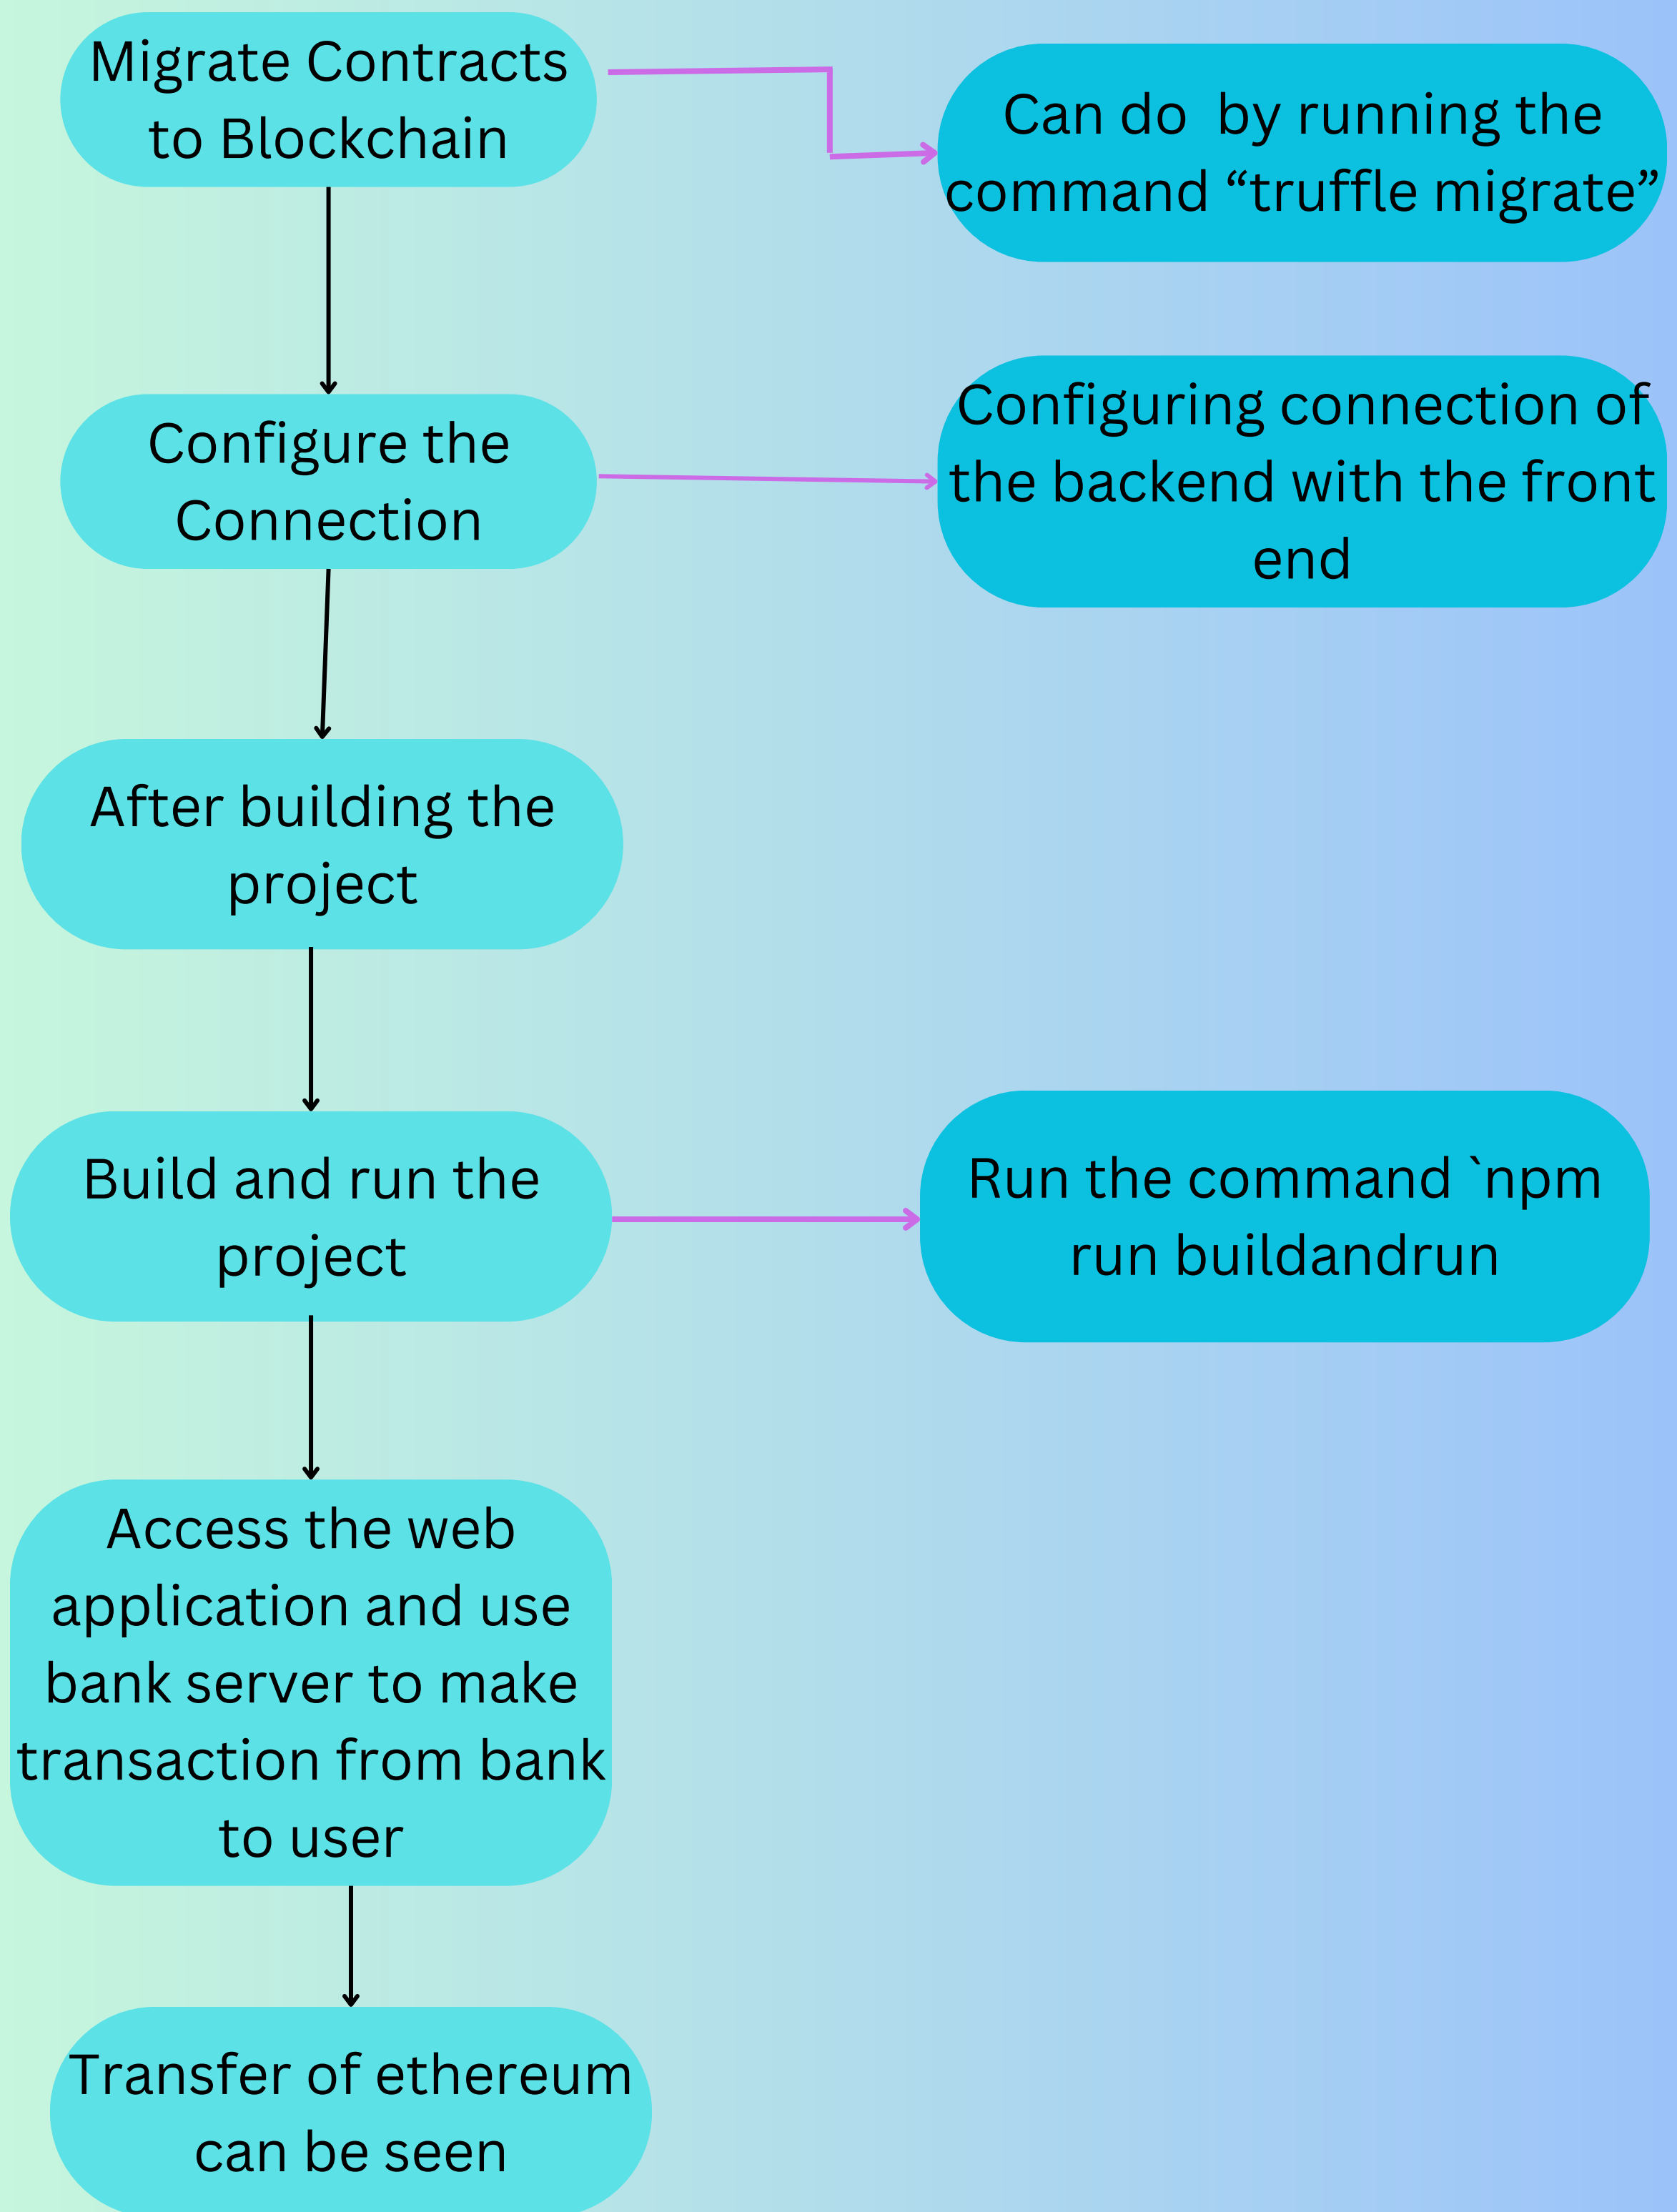 Migrate Contracts
to Blockchain
Can do  by running the
command “truffle migrate”
Configure the
Connection
Configuring connection of
the backend with the front
end
After building the
project
Build and run the
project
Run the command `npm
run buildandrun
Access the web
application and use
bank server to make
transaction from bank
to user
Transfer of ethereum
can be seen